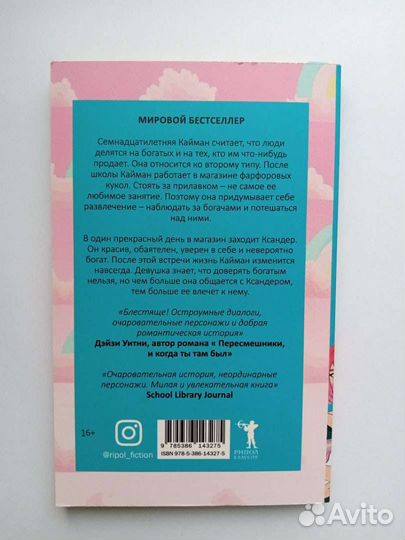 МИРОВОЙ БЕСТСЕЛЛЕР
Семнадцатилетняя Кайман считает, что люди
делятся на богатых и на тех, кто им что-нибудь
продает. Она относится ко второму типу. После
школы Кайман работает в магазине фарфоровых
кукол. Стоять за прилавком – не самое ее
любимое занятие. Поэтому она придумывает себе
развлечение – наблюдать за богачами и потешаться
над ними.
В один прекрасный день в магазин заходит Ксандер.
Он красив, обаятелен, уверен в себе и невероятно
богат. После этой встречи жизнь Кайман изменится
навсегда. Девушка знает, что доверять богатым
нельзя, но чем больше она общается с Ксандером,
тем больше ее влечет к нему.
«Блестяще! Остроумные диалоги,
очаровательные персонажи и добрая
романтическая история»
Дэйзи Уитни, автор романа « Пересмешники,
и когда ты там был»
«Очаровательная история, неординарные
персонажи. Милая и увлекательная книга»
School Library Journal
16+
@ripol_fiction
9 785386 143275
ISBN 978-5-386-14327-5
РИПОЛ
КЛАССИК
Avito